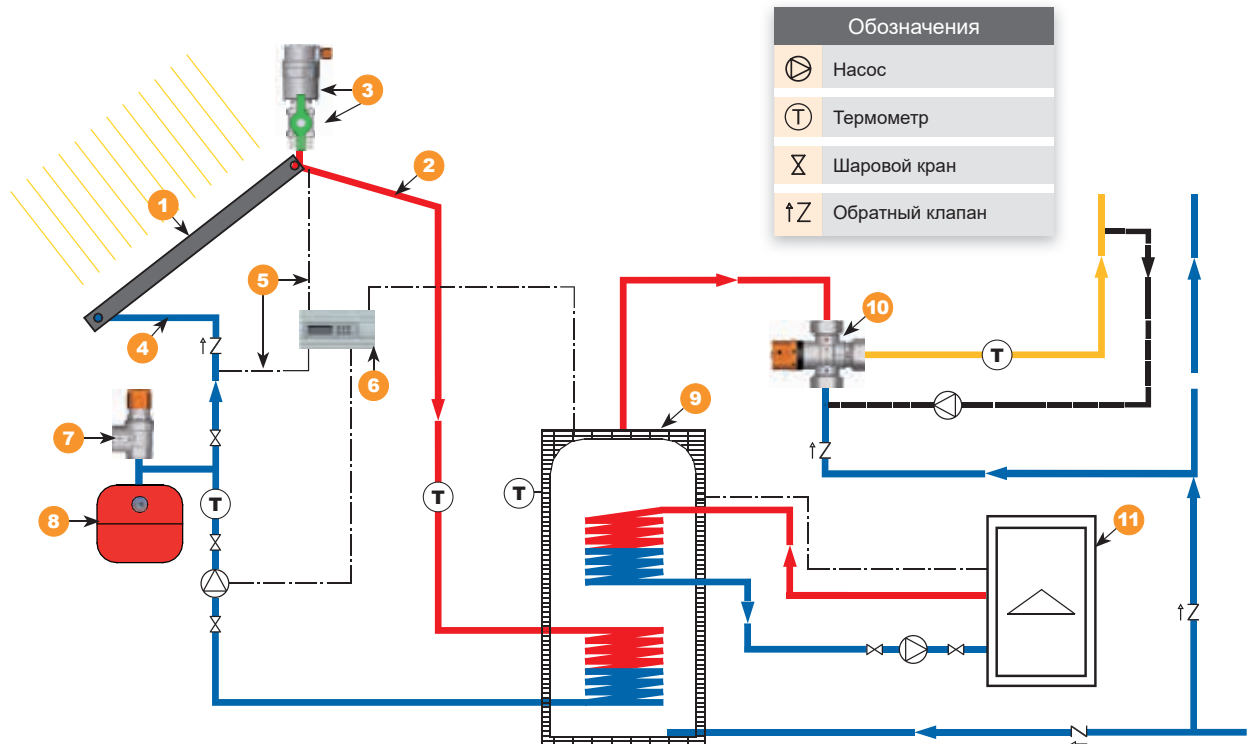 Обозначения
Насос
T
Термометр
Шаровой кран
Обратный клапан
3
2
1
5
10
4
6
T
9
7
T
T
T
8
11